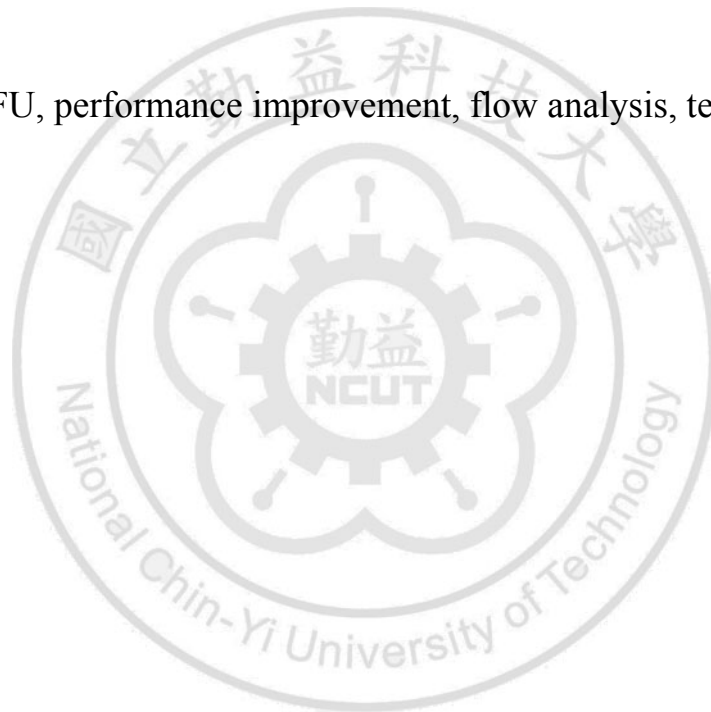 FU, performance improvement, flow analysis, te
國立勤益科技大學
勤益
NCUT
National Chin-Yi University of Technology